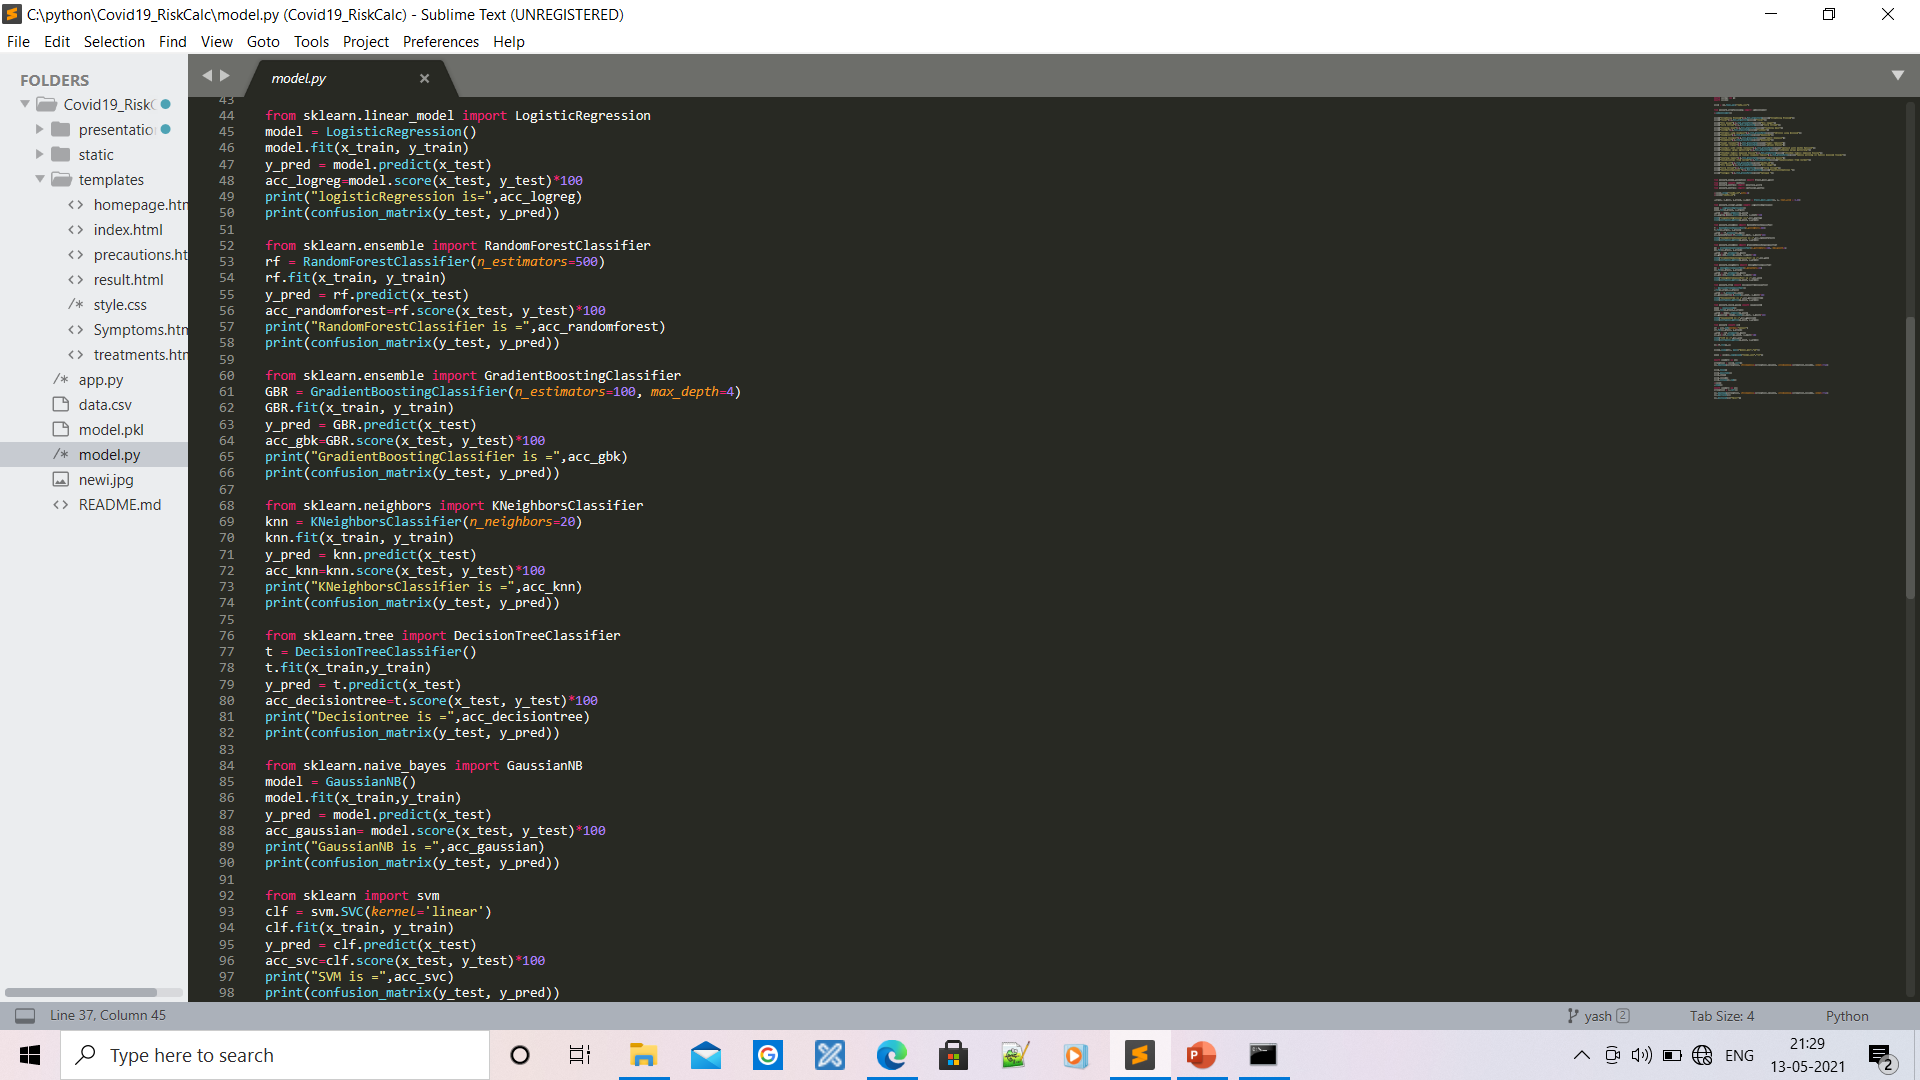 C:\python\Covid19_RiskCalc\model.py (Covid19_RiskCalc) - Sublime Text (UNREGISTERED)
File Edit Selection Find View Goto Tools Project Preferences Help
FOLDERS
Covid19_Risk
presentatio
static
templates
homepage.htm
index.html
precautions.ht
result.html
style.css
Symptoms.htm
treatments.htm
app.py
data.csv
model.pkl
model.py
newi.jpg
README.md
model.py
43
44 from sklearn.linear_model import LogisticRegression
45 model = LogisticRegression()
46 model.fit(x_train, y_train)
47 y_pred = model.predict(x_test)
48 acc_logreg=model.score(x_test, y_test)*100
49 print("logisticRegression is=",acc_logreg)
50 print(confusion_matrix(y_test, y_pred))
51
52 from sklearn.ensemble import RandomForestClassifier
53 rf = RandomForestClassifier(n_estimators=500)
54 rf.fit(x_train, y_train)
55 y_pred = rf.predict(x_test)
56 acc_randomforest=rf.score(x_test, y_test)*100
57 print("RandomForestClassifier is =",acc_randomforest)
58 print(confusion_matrix(y_test, y_pred))
59
60 from sklearn.ensemble import GradientBoostingClassifier
61 GBR = GradientBoostingClassifier(n_estimators=100, max_depth=4)
62 GBR.fit(x_train, y_train)
63 y_pred = GBR.predict(x_test)
64 acc_gbk=GBR.score(x_test, y_test)*100
65 print("GradientBoostingClassifier is =",acc_gbk)
66 print(confusion_matrix(y_test, y_pred))
67
68 from sklearn.neighbors import KNeighborsClassifier
69 knn = KNeighborsClassifier(n_neighbors=20)
70 knn.fit(x_train, y_train)
71 y_pred = knn.predict(x_test)
72 acc_knn=knn.score(x_test, y_test)*100
73 print("KNeighborsClassifier is =",acc_knn)
74 print(confusion_matrix(y_test, y_pred))
75
76 from sklearn.tree import DecisionTreeClassifier
77 t = DecisionTreeClassifier()
78 t.fit(x_train,y_train)
79 y_pred = t.predict(x_test)
80 acc_decisiontree=t.score(x_test, y_test)*100
81 print("Decisiontree is =",acc_decisiontree)
82 print(confusion_matrix(y_test, y_pred))
83
84 from sklearn.naive_bayes import GaussianNB
85 model = GaussianNB()
86 model.fit(x_train,y_train)
87 y_pred = model.predict(x_test)
88 acc_gaussian= model.score(x_test, y_test)*100
89 print("GaussianNB is =",acc_gaussian)
90 print(confusion_matrix(y_test, y_pred))
91
92 from sklearn import svm
93 clf = svm.SVC(kernel='linear')
94 clf.fit(x_train, y_train)
95 y_pred = clf.predict(x_test)
96 acc_svc=clf.score(x_test, y_test)*100
97 print("SVM is =",acc_svc)
98 print(confusion_matrix(y_test, y_pred))
Line 37, Column 45
yash 2
Tab Size: 4
Python
Type here to search
ENG
21:29
13-05-2021
2